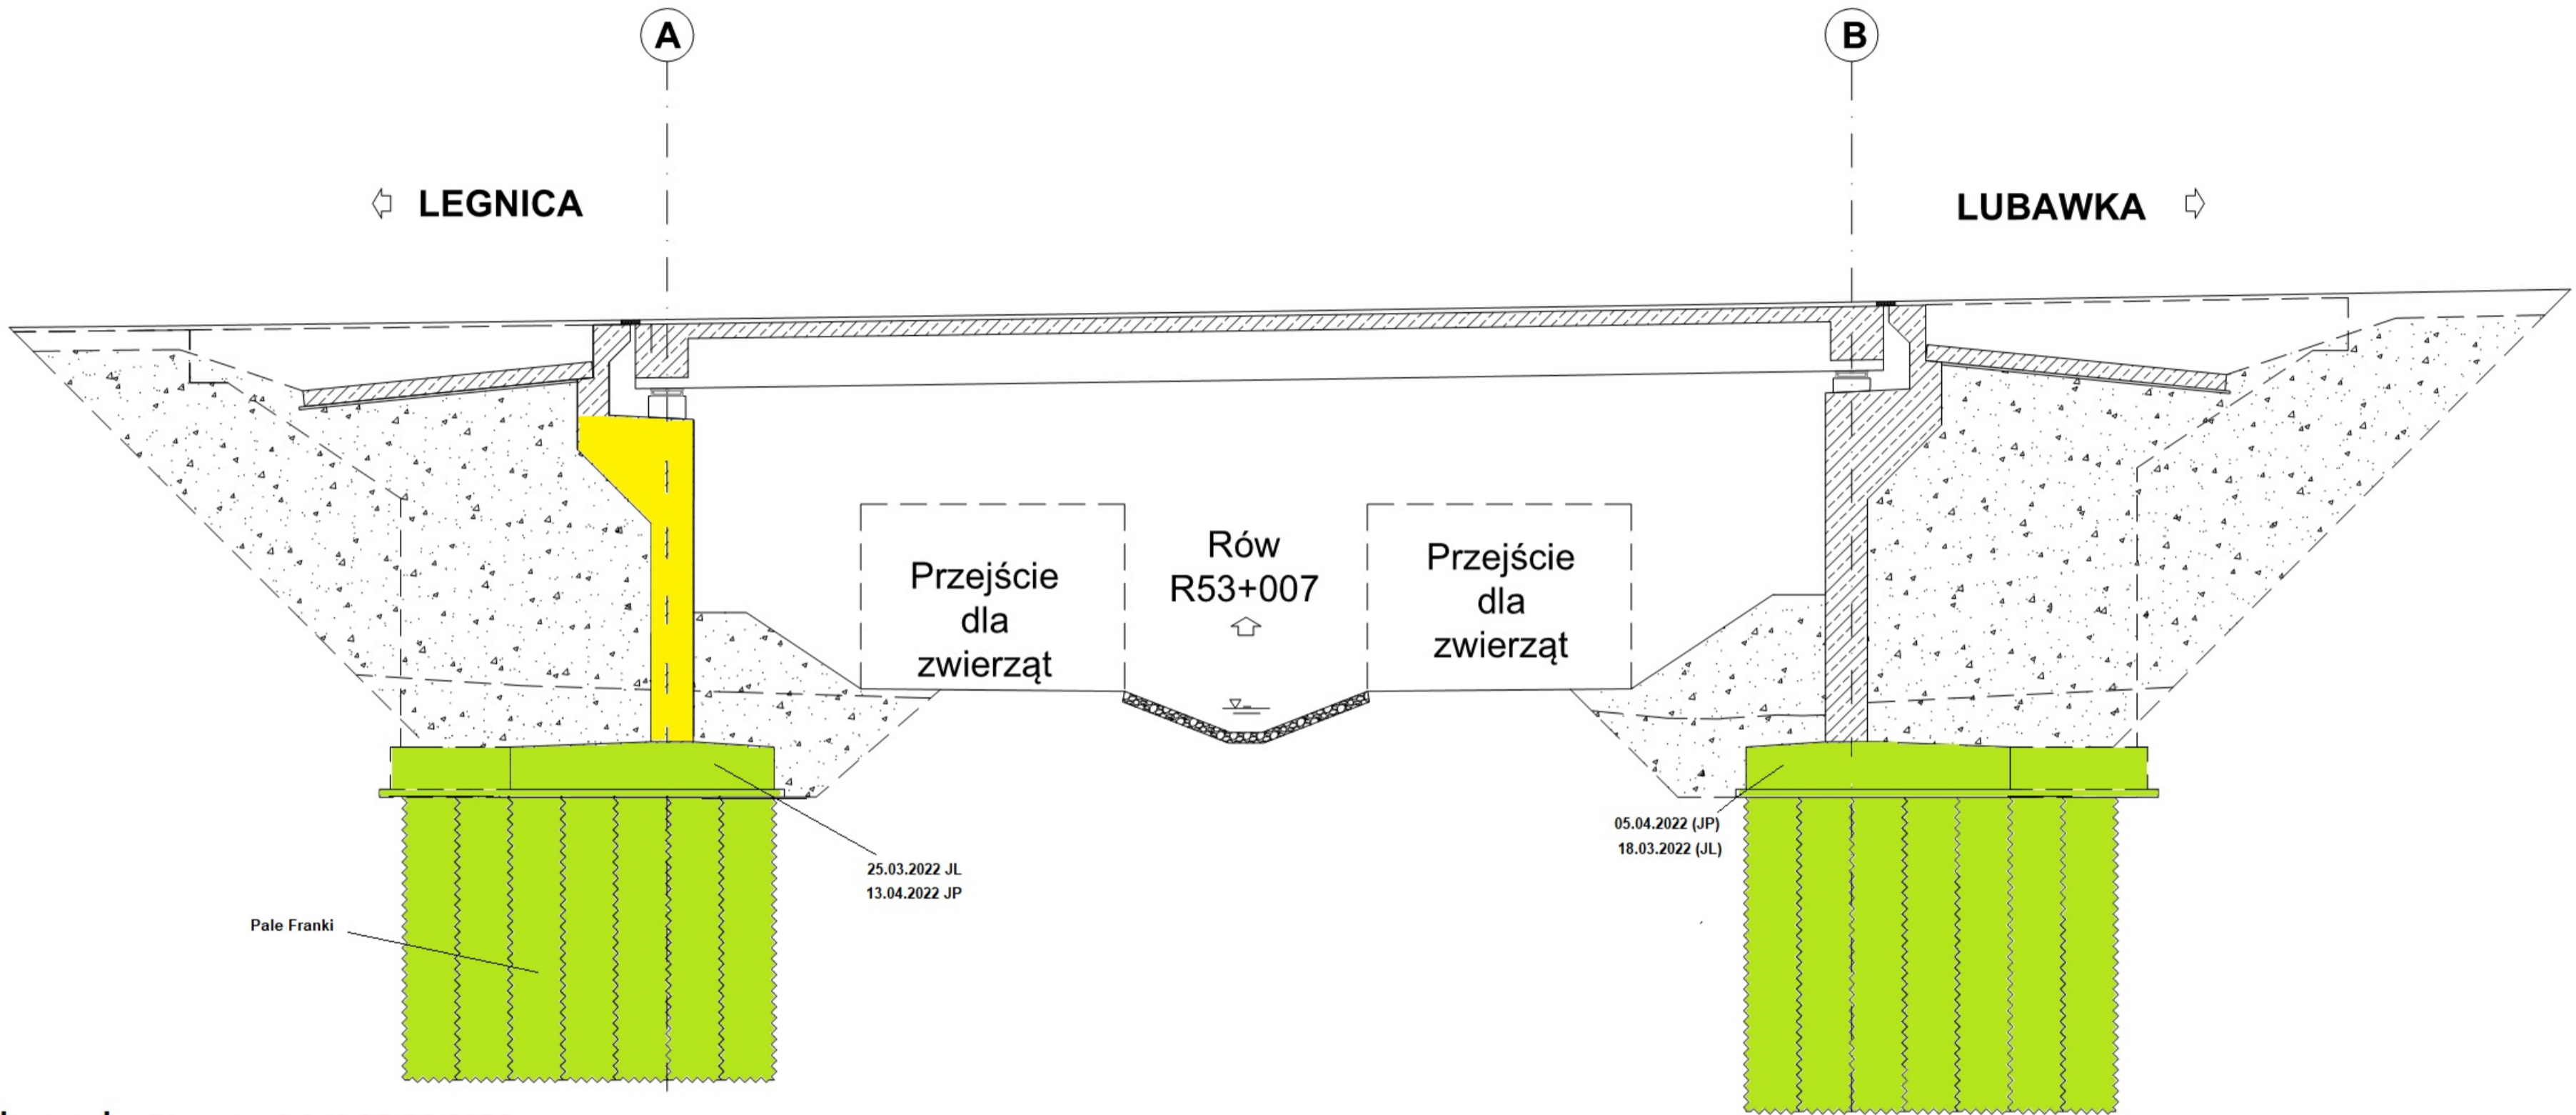 A
B
LEGNICA
LUBAWKA
Przejście
dla
zwierząt
Rów
R53+007
Przejście
dla
zwierząt
25.03.2022 JL
13.04.2022 JP
05.04.2022 (JP)
18.03.2022 (JL)
Pale Franki